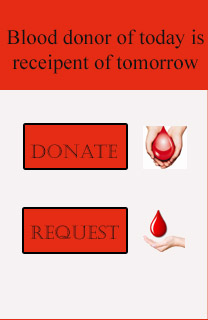 Blood donor of today is
receipent of tomorrow
DONATE
REQUEST